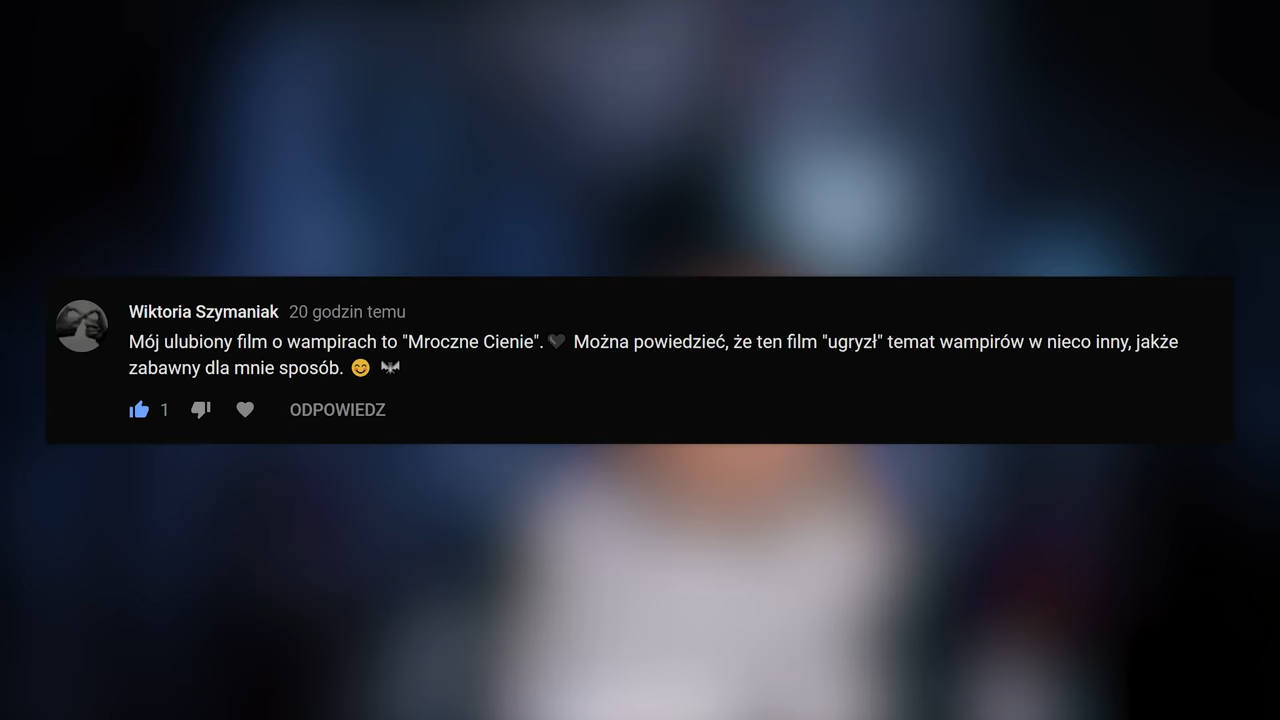 Wiktoria Szymaniak 20 godzin temu
Mój ulubiony film o wampirach to "Mroczne Cienie". 🖤 Można powiedzieć, że ten film "ugryzł" temat wampirów w nieco inny, jakże
zabawny dla mnie sposób. 😊 🦇
1 ODPOWIEDZ